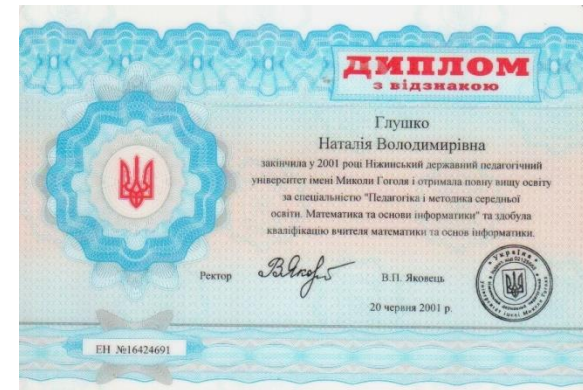 ДИПЛОМ
з відзнакою
Глушко
Наталія Володимирівна
закінчила у 2001 році Ніжинський державний педагогічний
університет імені Миколи Гоголя і отримала повну вищу освіту
за спеціальністю "Педагогіка і методика середньої
освіти. Математика та основи інформатики" та здобула
кваліфікацію вчителя математики та основ інформатики.
Ректор
В.П. Яковець
20 червня 2001 р.
Україна
ЕН №16424691